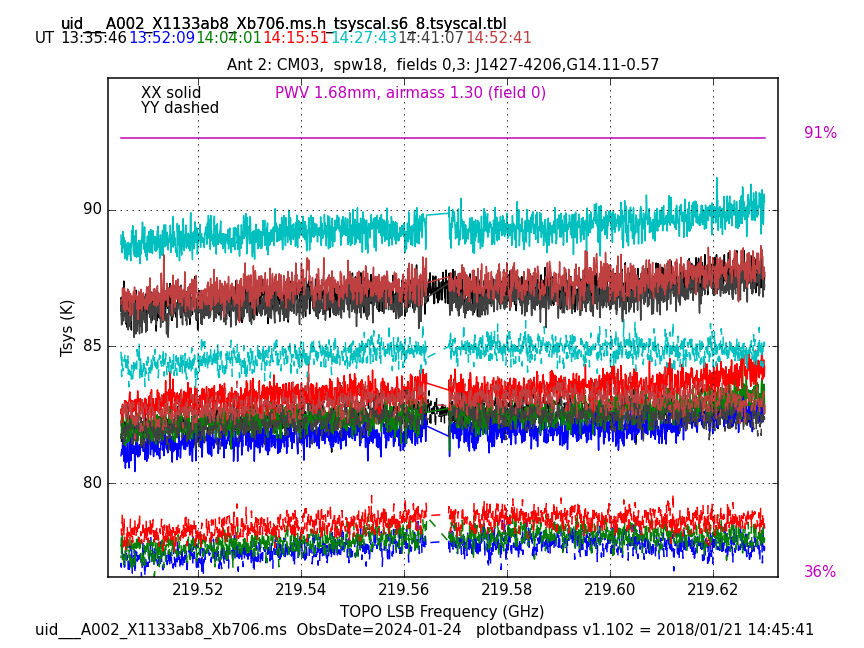 uid___A002_X1133ab8_Xb706.ms.h_tsyscal.s6_8.tsyscal.tbl
UT 13:35:46 13:52:09 14:04:01 14:15:51 14:27:43 14:41:07 14:52:41
Ant 2: CM03,  spw18,  fields 0,3: J1427-4206,G14.11-0.57
XX solid
PWV 1.68mm, airmass 1.30 (field 0)
YY dashed
91%
90
85
80
Tsys (K)
36%
219.52 219.54 219.56 219.58 219.60 219.62
TOPO LSB Frequency (GHz)
uid___A002_X1133ab8_Xb706.ms  ObsDate=2024-01-24   plotbandpass v1.102 = 2018/01/21 14:45:41